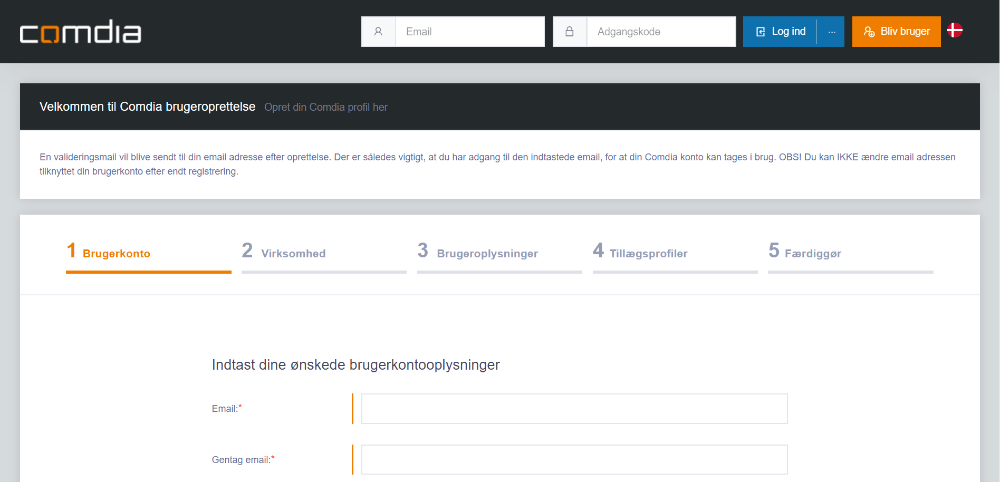 comdia
Email
Adgangskode
Log ind
...
Bliv bruger
Velkommen til Comdia brugeroprettelse Opret din Comdia profil her
En valideringsmail vil blive sendt til din email adresse efter oprettelse. Der er således vigtigt, at du har adgang til den indtastede email, for at din Comdia konto kan tages i brug. OBS! Du kan IKKE ændre email adressen
tilknyttet din brugerkonto efter endt registrering.
1 Brugerkonto
2 Virksomhed
3 Brugeroplysninger
4 Tillægsprofiler
5 Færdiggør
Indtast dine ønskede brugerkontooplysninger
Email:*
Gentag email:*